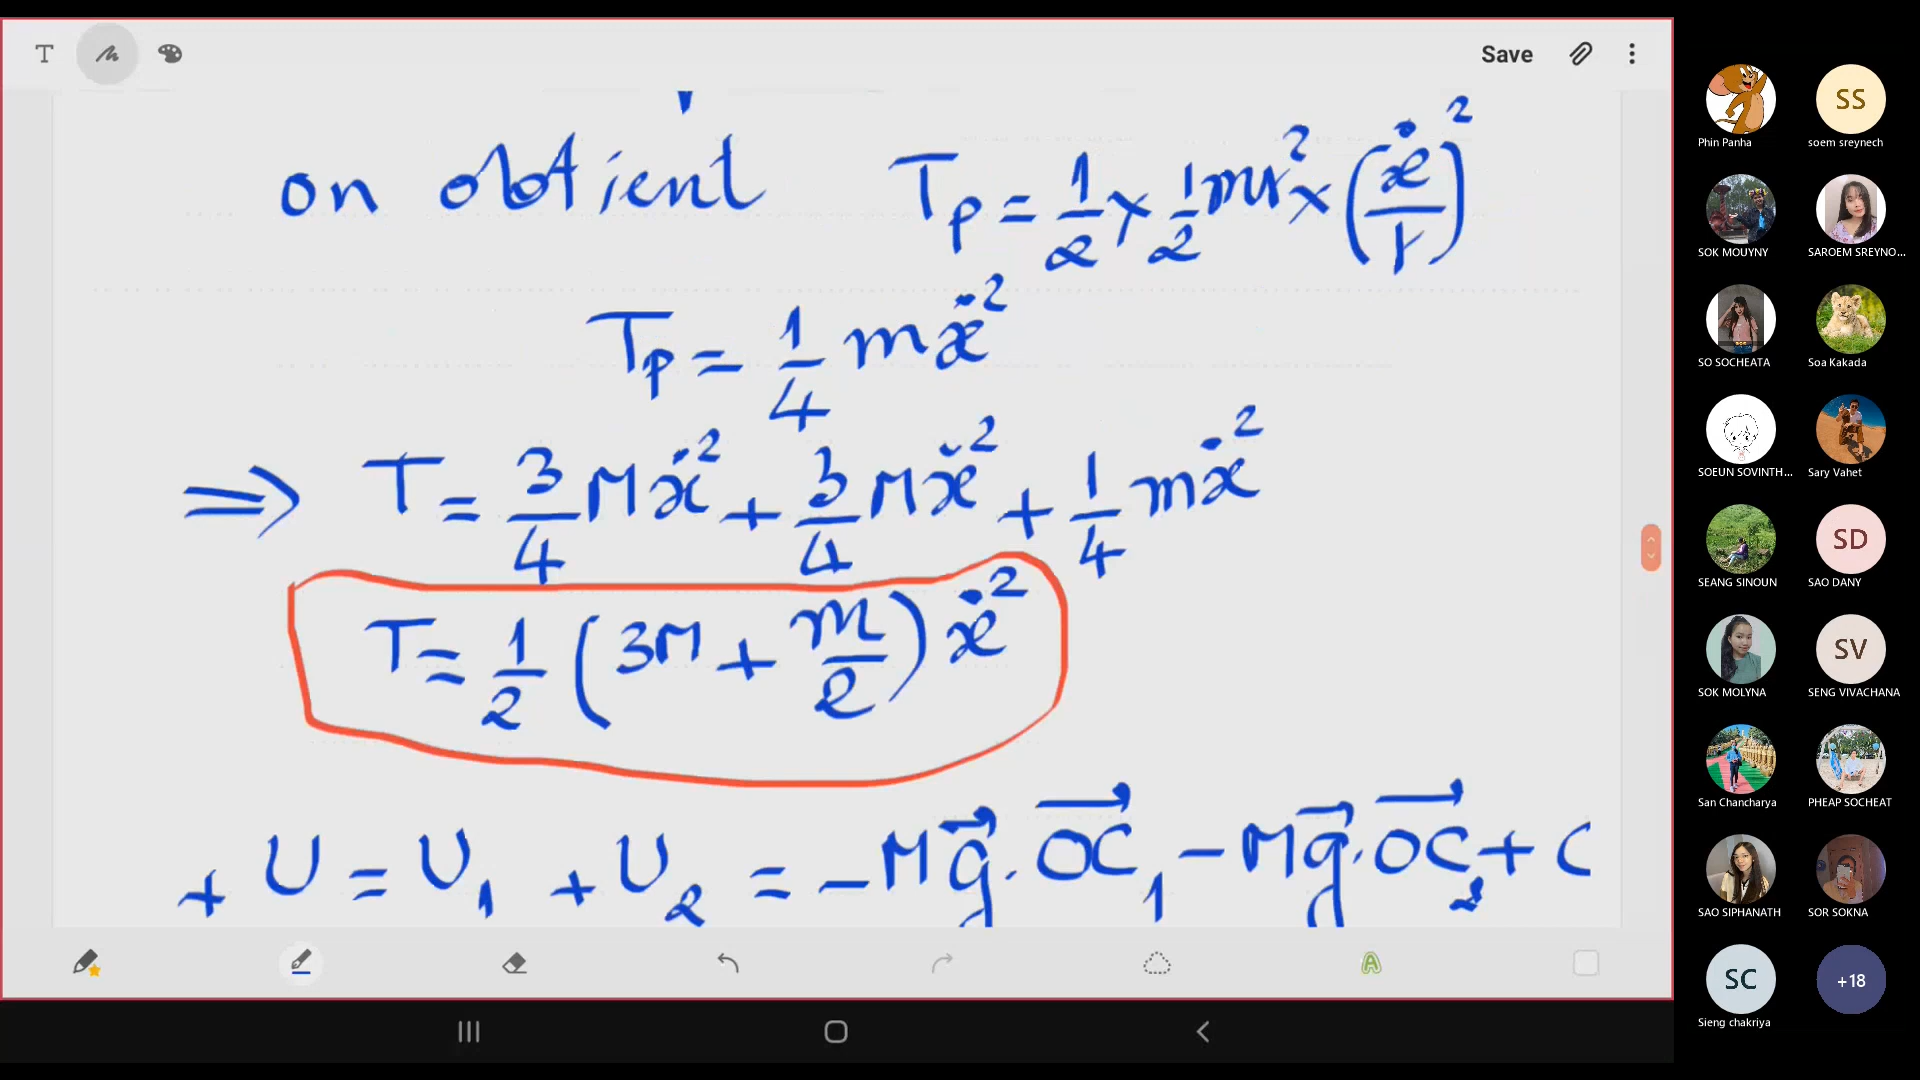 T
Save
on obtient Tp = 1/2 × 1/2 mr² × (ẋ/r)²
Tp = 1/4 mẋ²
⇒ T = 3/4 Mẋ² + 3/4 Mẋ² + 1/4 mẋ²
T = 1/2 (3M + m/2) ẋ²
+ U = U₁ + U₂ = −Mg⃗.OC⃗₁ − Mg⃗.OC⃗₂ + C
A
Phin Panha
SS
soem sreynech
SOK MOUYNY
SAROEM SREYNO...
SO SOCHEATA
Soa Kakada
SOEUN SOVINTH...
Sary Vahet
SEANG SINOUN
SD
SAO DANY
SOK MOLYNA
SV
SENG VIVACHANA
San Chancharya
PHEAP SOCHEAT
SAO SIPHANATH
SOR SOKNA
SC
Sieng chakriya
+18